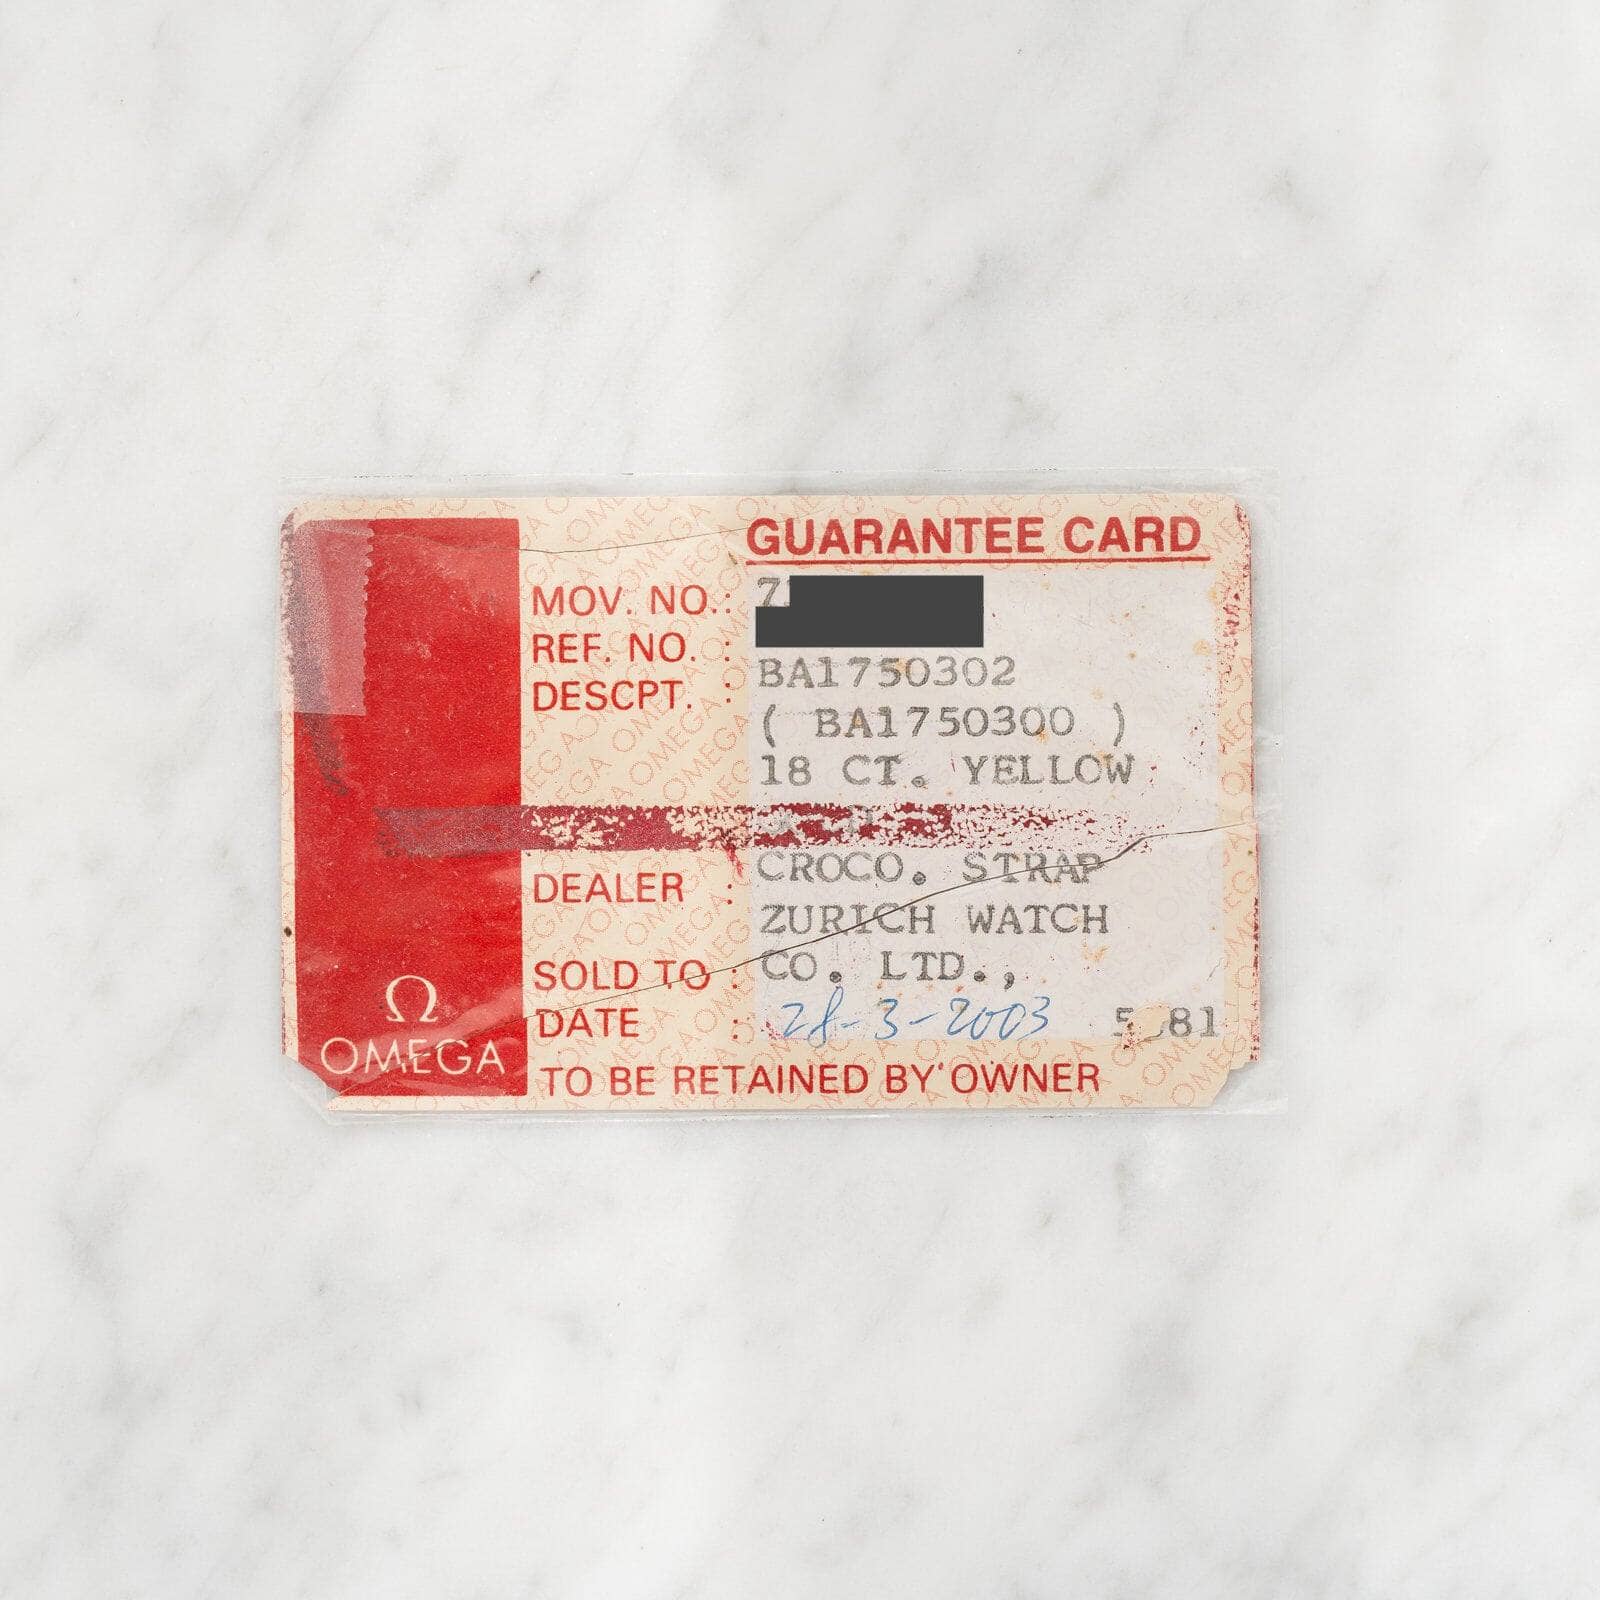 GUARANTEE CARD
MOV. NO. :
REF. NO. : BA1750302
DESCPT. : ( BA1750300 )
18 CT. YELLOW
CROCO. STRAP
DEALER : ZURICH WATCH
CO. LTD.,
SOLD TO :
DATE : 28-3-2003
Ω
OMEGA
TO BE RETAINED BY OWNER